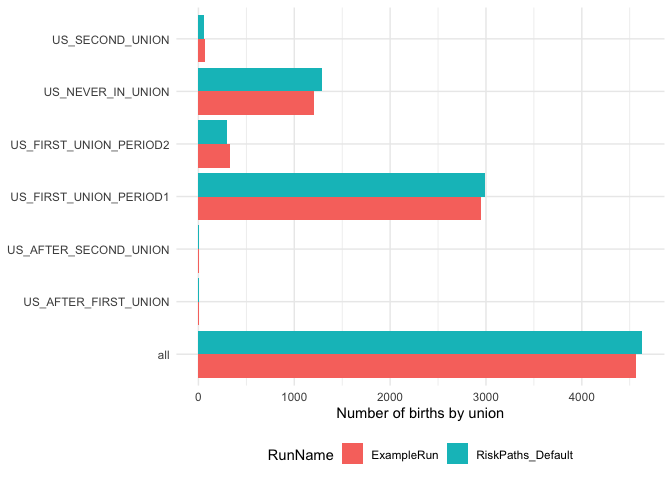 US_SECOND_UNION
US_NEVER_IN_UNION
US_FIRST_UNION_PERIOD2
US_FIRST_UNION_PERIOD1
US_AFTER_SECOND_UNION
US_AFTER_FIRST_UNION
all
0 1000 2000 3000 4000
Number of births by union
RunName ExampleRun RiskPaths_Default